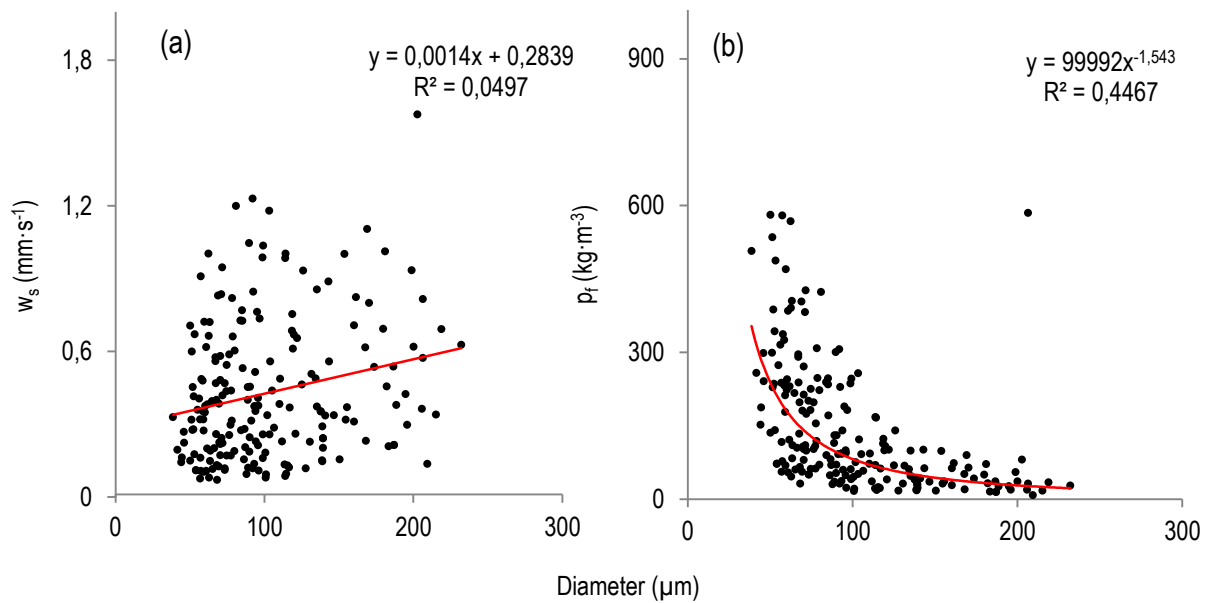 (a)
y = 0,0014x + 0,2839
R² = 0,0497
1,8
1,2
0,6
0
wₛ (mm·s⁻¹)
0
100
200
300
(b)
y = 99992x⁻¹,⁵⁴³
R² = 0,4467
900
600
300
0
p_f (kg·m⁻³)
0
100
200
300
Diameter (µm)